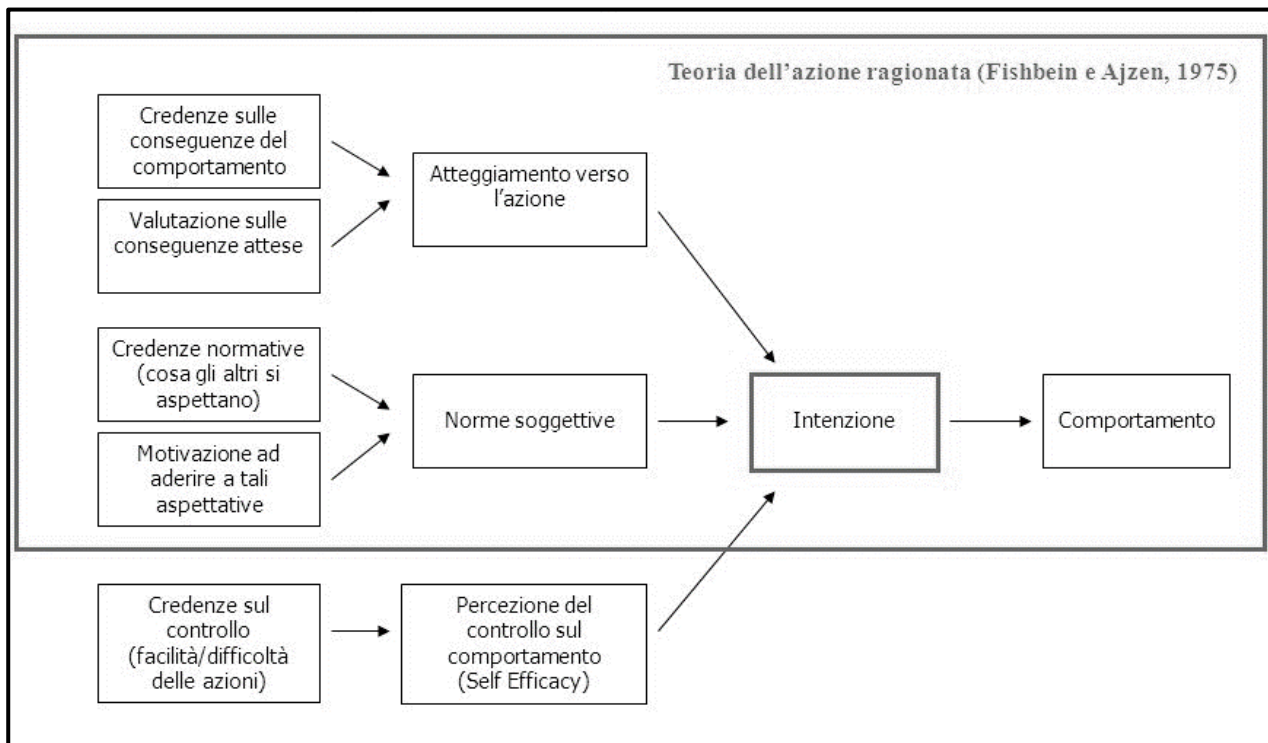 Teoria dell'azione ragionata (Fishbein e Ajzen, 1975)
Credenze sulle
conseguenze del
comportamento
Valutazione sulle
conseguenze attese
Atteggiamento verso
l'azione
Credenze normative
(cosa gli altri si
aspettano)
Motivazione ad
aderire a tali
aspettative
Norme soggettive
Intenzione
Comportamento
Credenze sul
controllo
(facilità/difficoltà
delle azioni)
Percezione del
controllo sul
comportamento
(Self Efficacy)